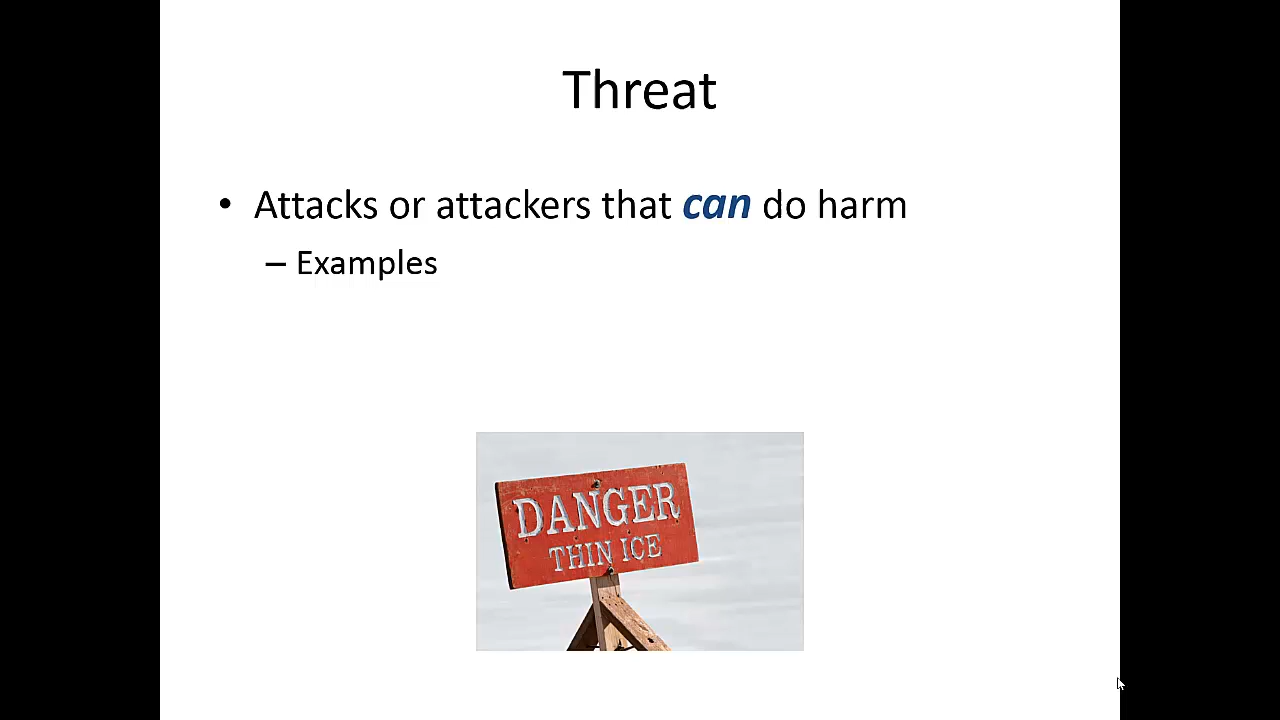 Threat
• Attacks or attackers that can do harm
– Examples
DANGER
THIN ICE